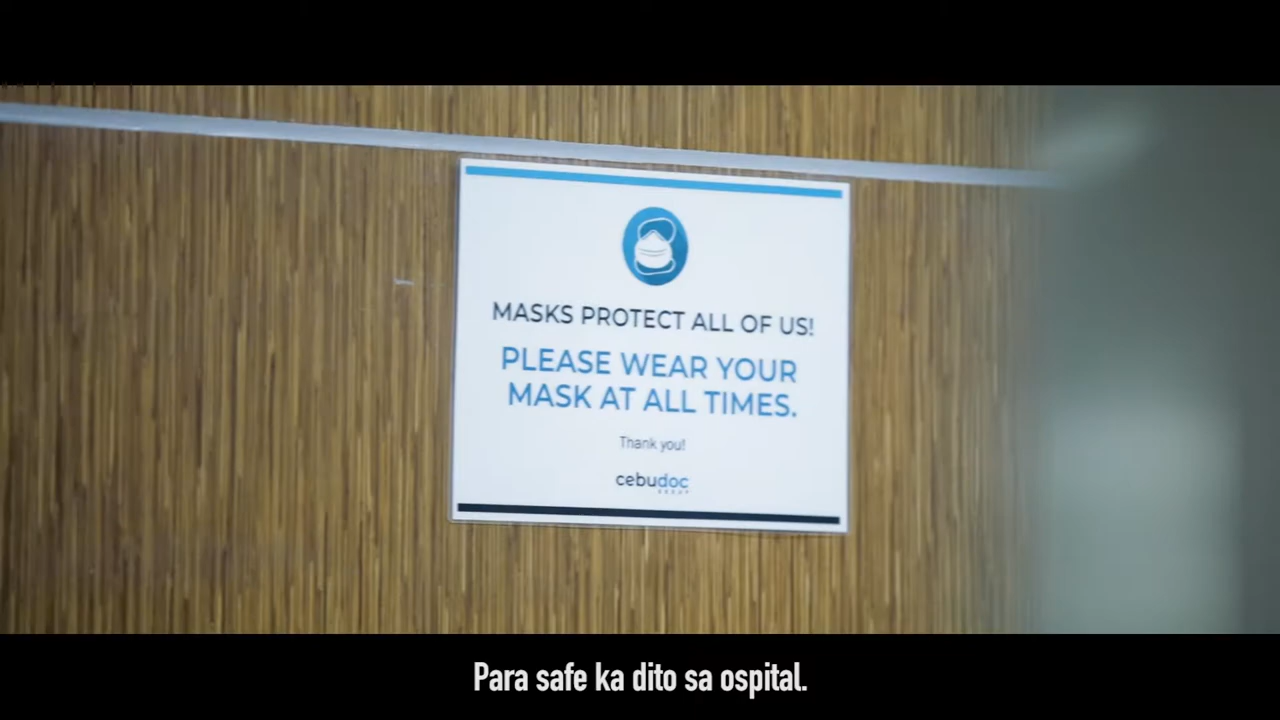 MASKS PROTECT ALL OF US!
PLEASE WEAR YOUR
MASK AT ALL TIMES.
Thank you!
cebudoc
GROUP
Para safe ka dito sa ospital.